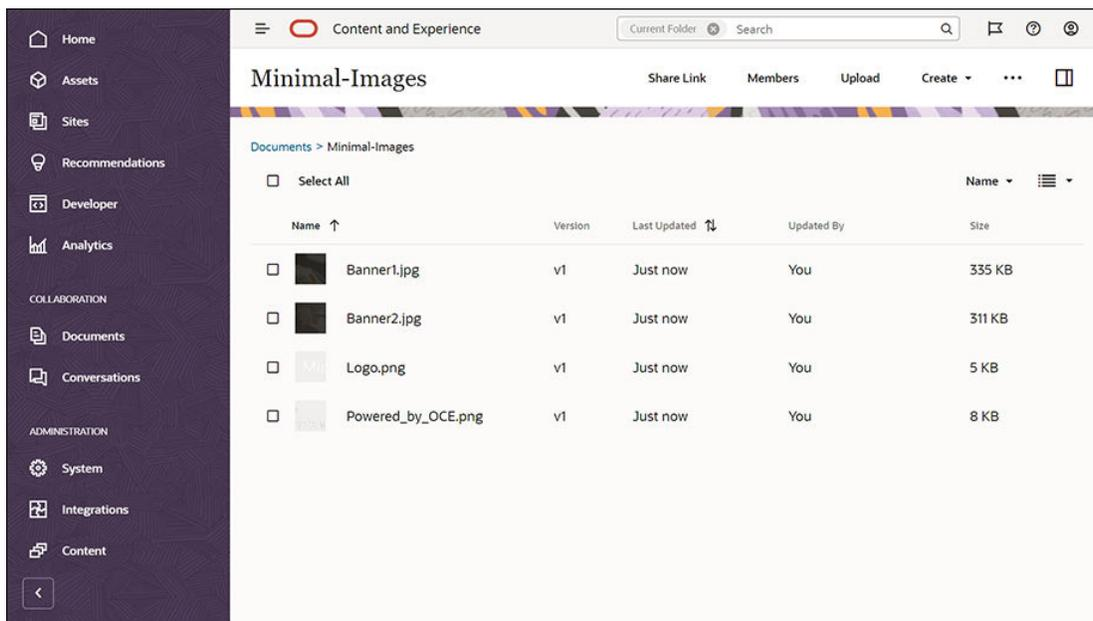 Home
Assets
Sites
Recommendations
Developer
Analytics
COLLABORATION
Documents
Conversations
ADMINISTRATION
System
Integrations
Content
Content and Experience
Current Folder Search
Minimal-Images
Share Link Members Upload Create
Documents > Minimal-Images
Select All Name
Name Version Last Updated Updated By Size
Banner1.jpg v1 Just now You 335 KB
Banner2.jpg v1 Just now You 311 KB
Logo.png v1 Just now You 5 KB
Powered_by_OCE.png v1 Just now You 8 KB